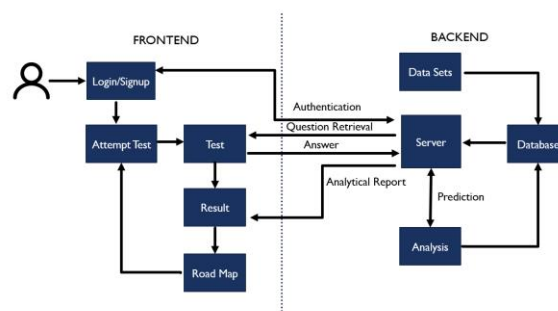 FRONTEND
BACKEND
Login/Signup
Data Sets
Authentication
Question Retrieval
Attempt Test
Test
Answer
Server
Database
Analytical Report
Prediction
Result
Analysis
Road Map